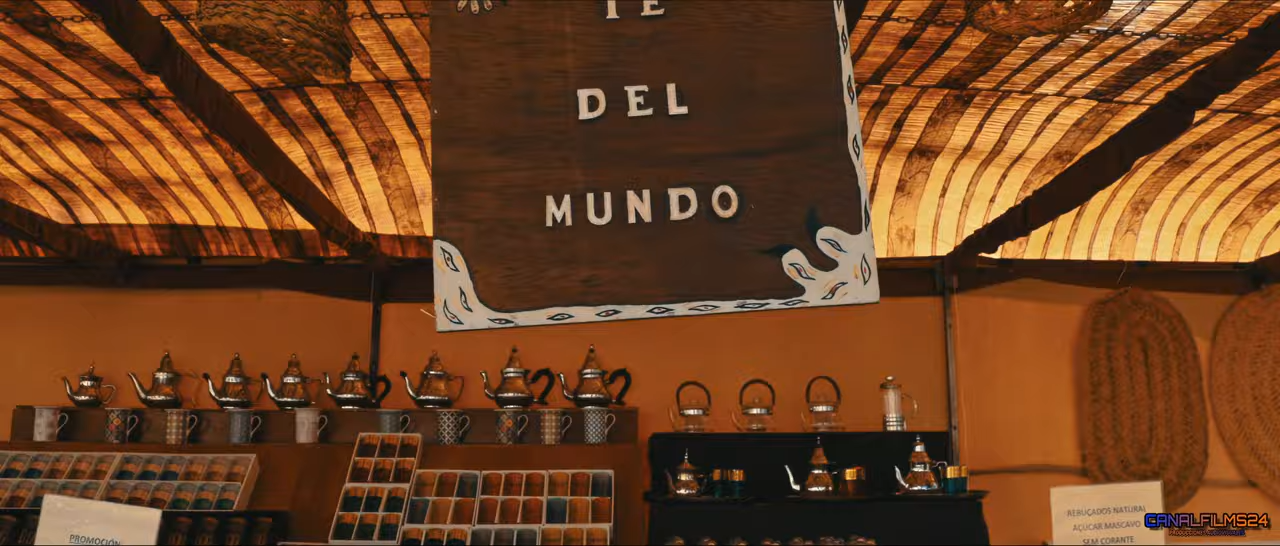 TE
DEL
MUNDO
PROMOCIÓN
REBUÇADOS NATURAL
AÇUCAR MASCAVO
SEM CORANTE
CANALFILMS24